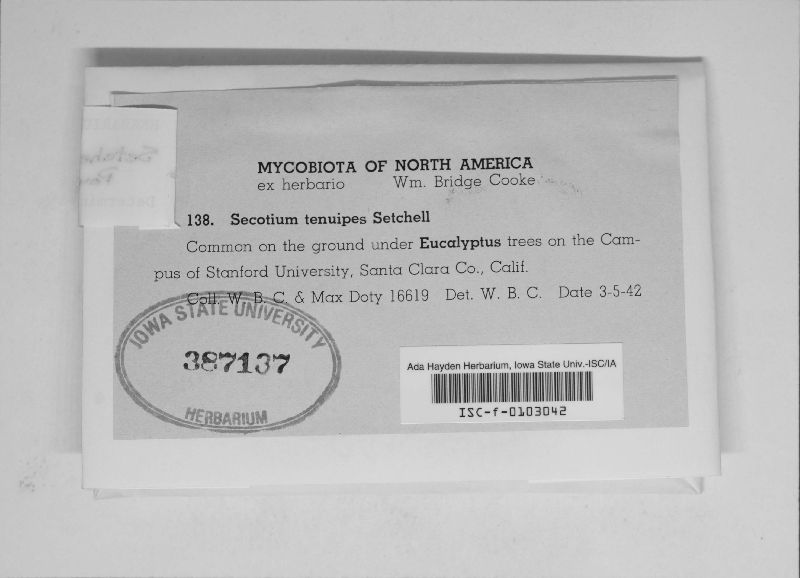 MYCOBIOTA OF NORTH AMERICA
ex herbario Wm. Bridge Cooke
138. Secotium tenuipes Setchell
Common on the ground under Eucalyptus trees on the Cam-
pus of Stanford University, Santa Clara Co., Calif.
Coll. W. B. C. & Max Doty 16619 Det. W. B. C. Date 3-5-42
IOWA STATE UNIVERSITY
387137
HERBARIUM
Ada Hayden Herbarium, Iowa State Univ.-ISC/IA
ISC-f-0103042